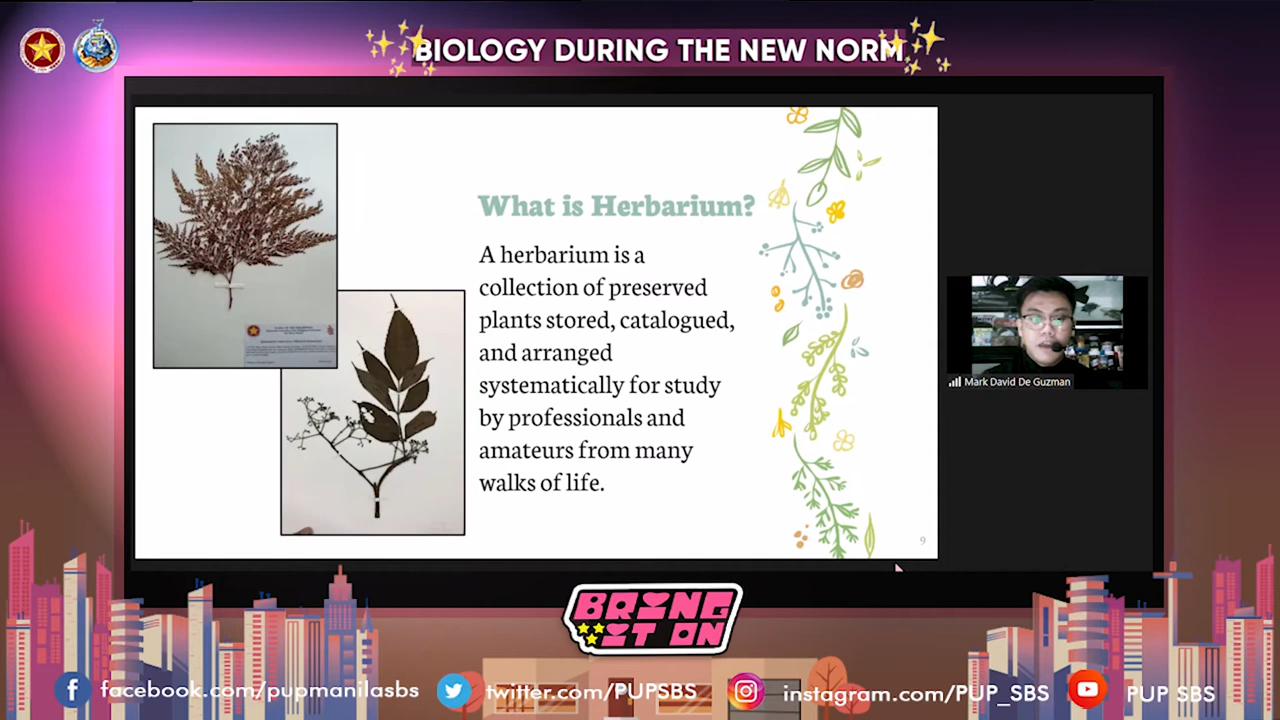 BIOLOGY DURING THE NEW NORM
What is Herbarium?
A herbarium is a
collection of preserved
plants stored, catalogued,
and arranged
systematically for study
by professionals and
amateurs from many
walks of life.
9
Mark David De Guzman
BRING
IT ON
facebook.com/pupmanilasbs
twitter.com/PUPSBS
instagram.com/PUP_SBS
PUP SBS